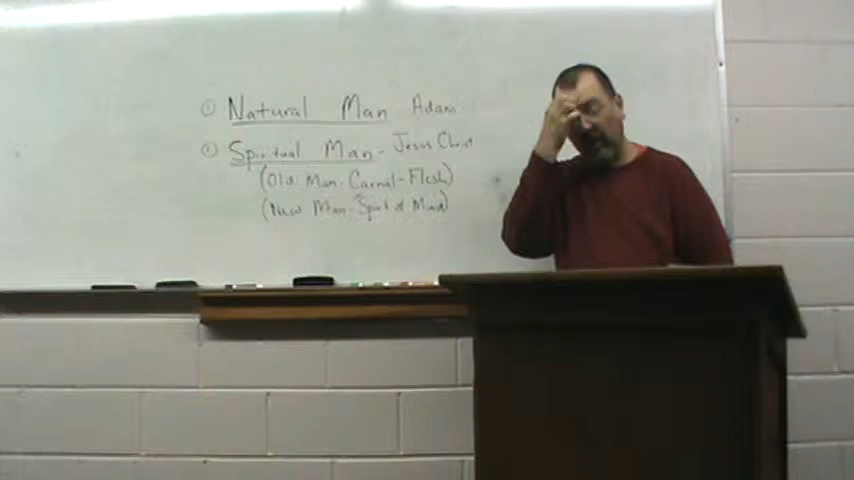 ① Natural Man - Adam
② Spiritual Man - Jesus Christ
(Old Man - Carnal - Flesh)
(New Man - Spirit of Mind)